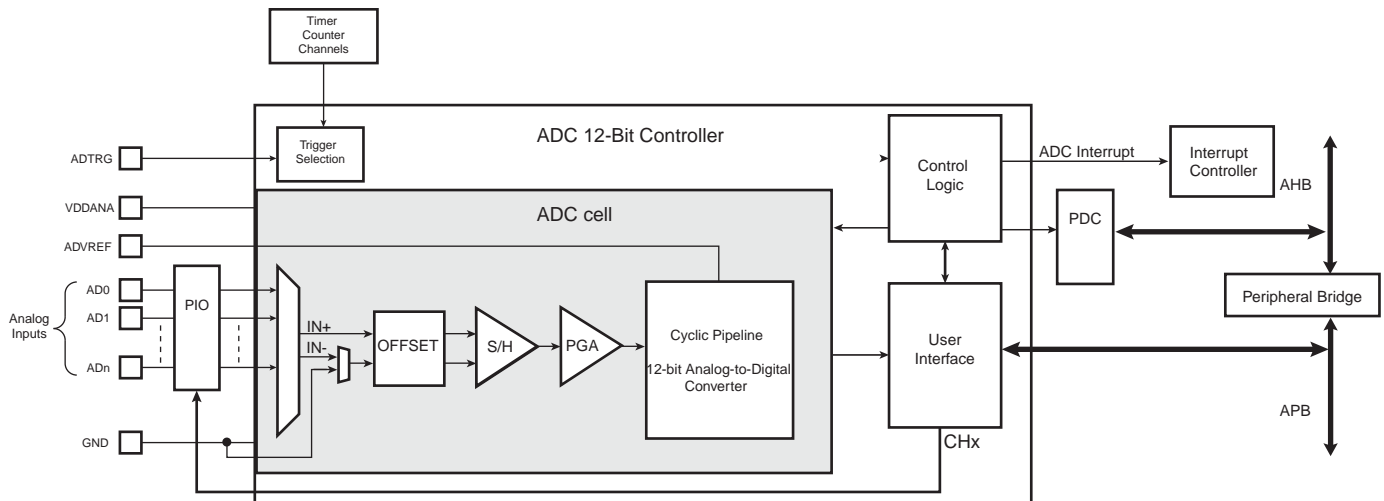 Timer
Counter
Channels
ADC 12-Bit Controller
Trigger
Selection
ADTRG
VDDANA
ADVREF
Analog
Inputs
AD0
AD1
ADn
GND
PIO
ADC cell
IN+
IN-
OFFSET
S/H
PGA
Cyclic Pipeline
12-bit Analog-to-Digital
Converter
Control
Logic
ADC Interrupt
Interrupt
Controller
PDC
AHB
Peripheral Bridge
User
Interface
APB
CHx